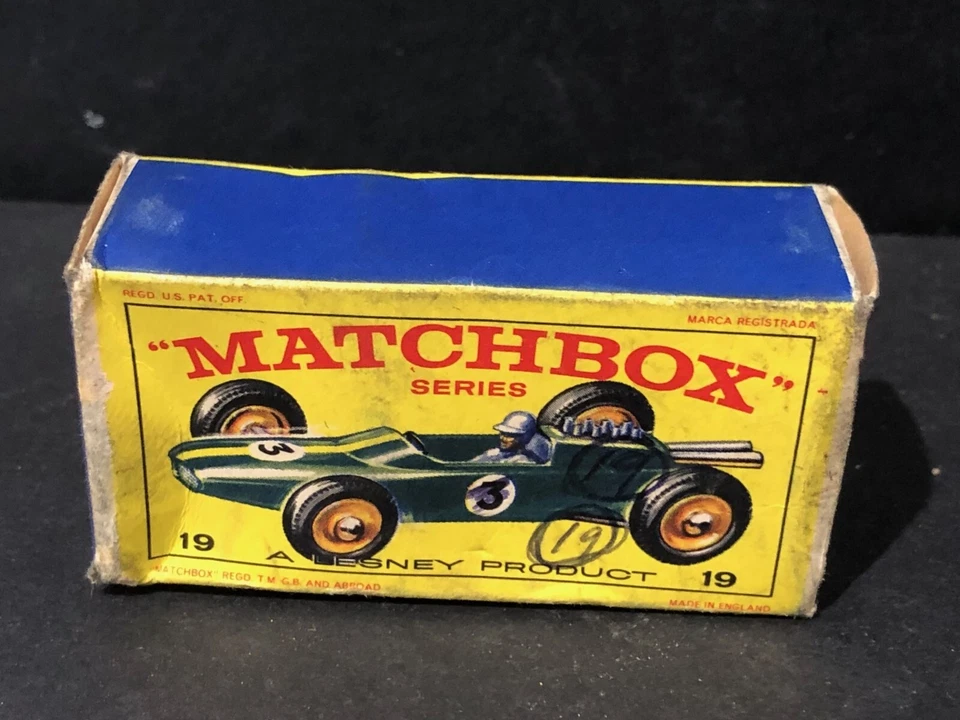 REGD. U.S. PAT. OFF.
MARCA REGISTRADA
"MATCHBOX"
SERIES
3
3
19
19
19
A LESNEY PRODUCT
19
"MATCHBOX" REGD. T.M. G.B. AND ABROAD
MADE IN ENGLAND